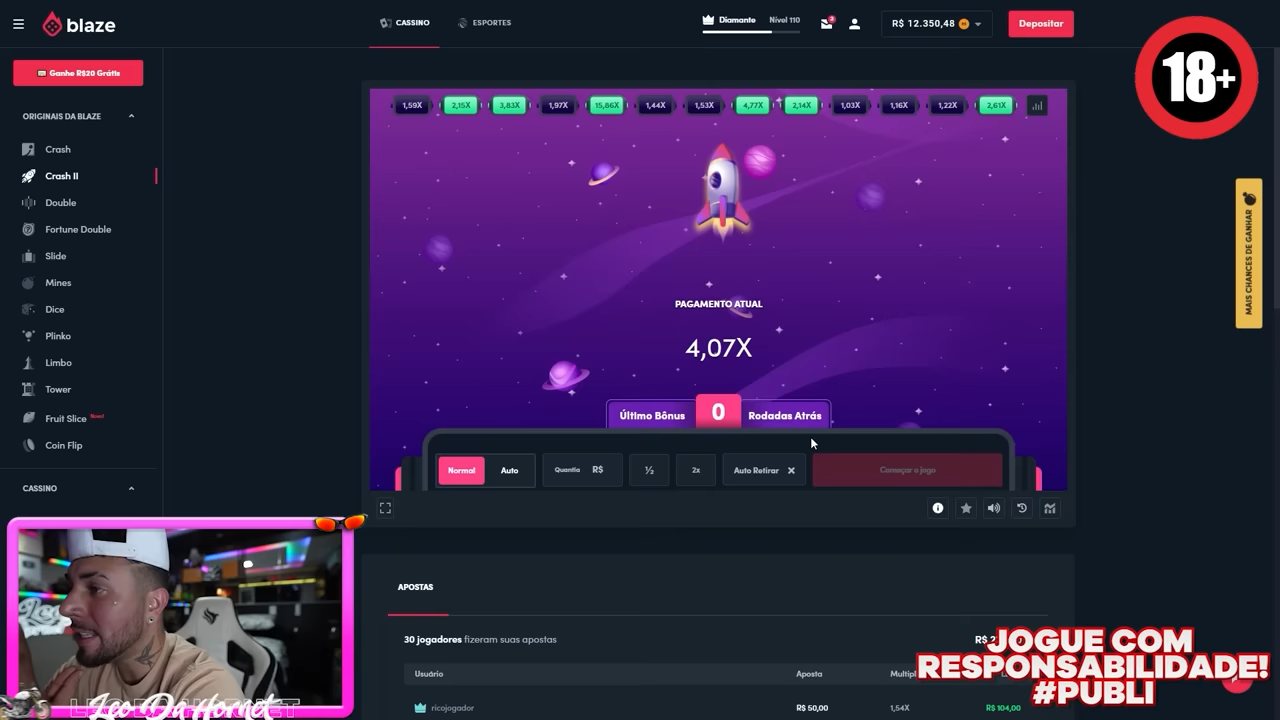 blaze
CASSINO
ESPORTES
Diamante
Nível 110
3
R$ 12.350,48
Depositar
18+
Ganhe R$20 Grátis
ORIGINAIS DA BLAZE
Crash
Crash II
Double
Fortune Double
Slide
Mines
Dice
Plinko
Limbo
Tower
Fruit Slice Novo!
Coin Flip
CASSINO
1,59X 2,15X 3,83X 1,97X 15,86X 1,44X 1,53X 4,77X 2,14X 1,03X 1,16X 1,22X 2,61X
PAGAMENTO ATUAL
4,07X
Último Bônus 0 Rodadas Atrás
Normal Auto Quantia R$ ½ 2x Auto Retirar Começar o jogo
MAIS CHANCES DE GANHAR
APOSTAS
30 jogadores fizeram suas apostas
Usuário Aposta
ricojogador R$ 50,00 1,54X R$ 104,00
JOGUE COM
RESPONSABILIDADE!
#PUBLI
Leo Da Hornet